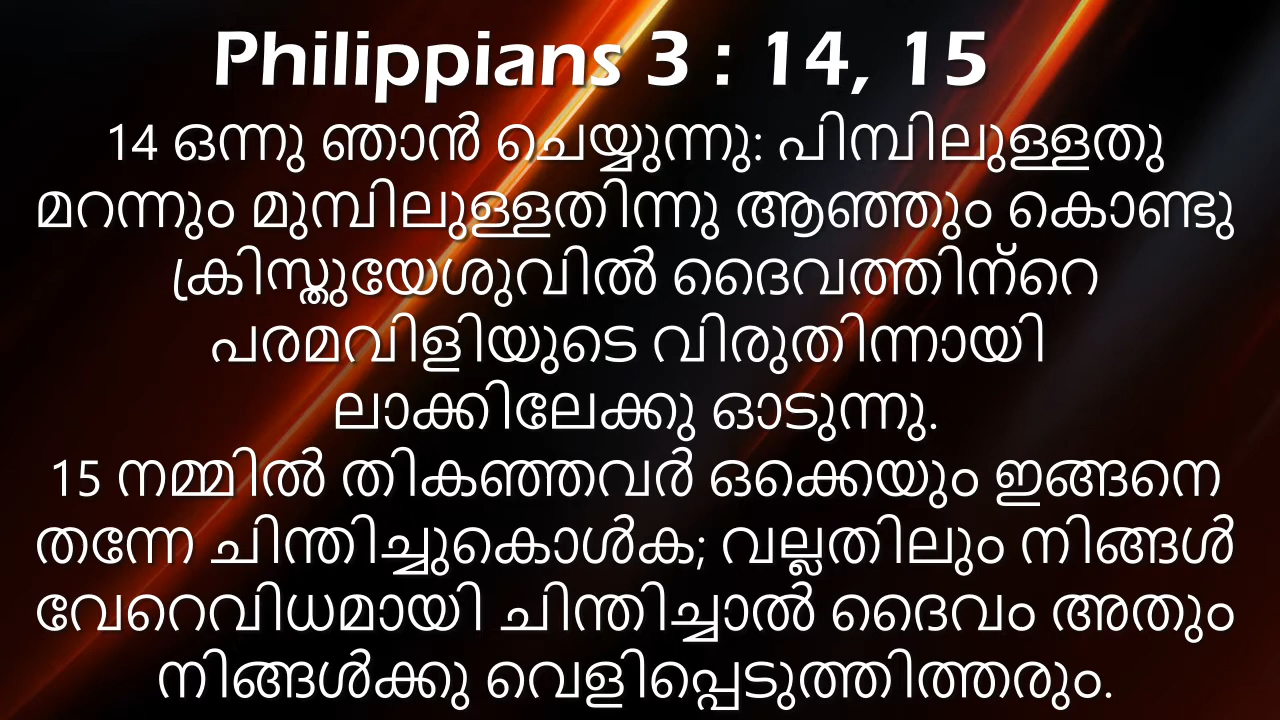 Philippians 3 : 14, 15
14 ഒന്നു ഞാൻ ചെയ്യുന്നു: പിമ്പിലുള്ളതു
മറന്നും മുമ്പിലുള്ളതിന്നു ആഞ്ഞും കൊണ്ടു
ക്രിസ്തുയേശുവിൽ ദൈവത്തിന്റെ
പരമവിളിയുടെ വിരുതിന്നായി
ലാക്കിലേക്കു ഓടുന്നു.
15 നമ്മിൽ തികഞ്ഞവർ ഒക്കെയും ഇങ്ങനെ
തന്നേ ചിന്തിച്ചുകൊൾക; വല്ലതിലും നിങ്ങൾ
വേറെവിധമായി ചിന്തിച്ചാൽ ദൈവം അതും
നിങ്ങൾക്കു വെളിപ്പെടുത്തിത്തരും.